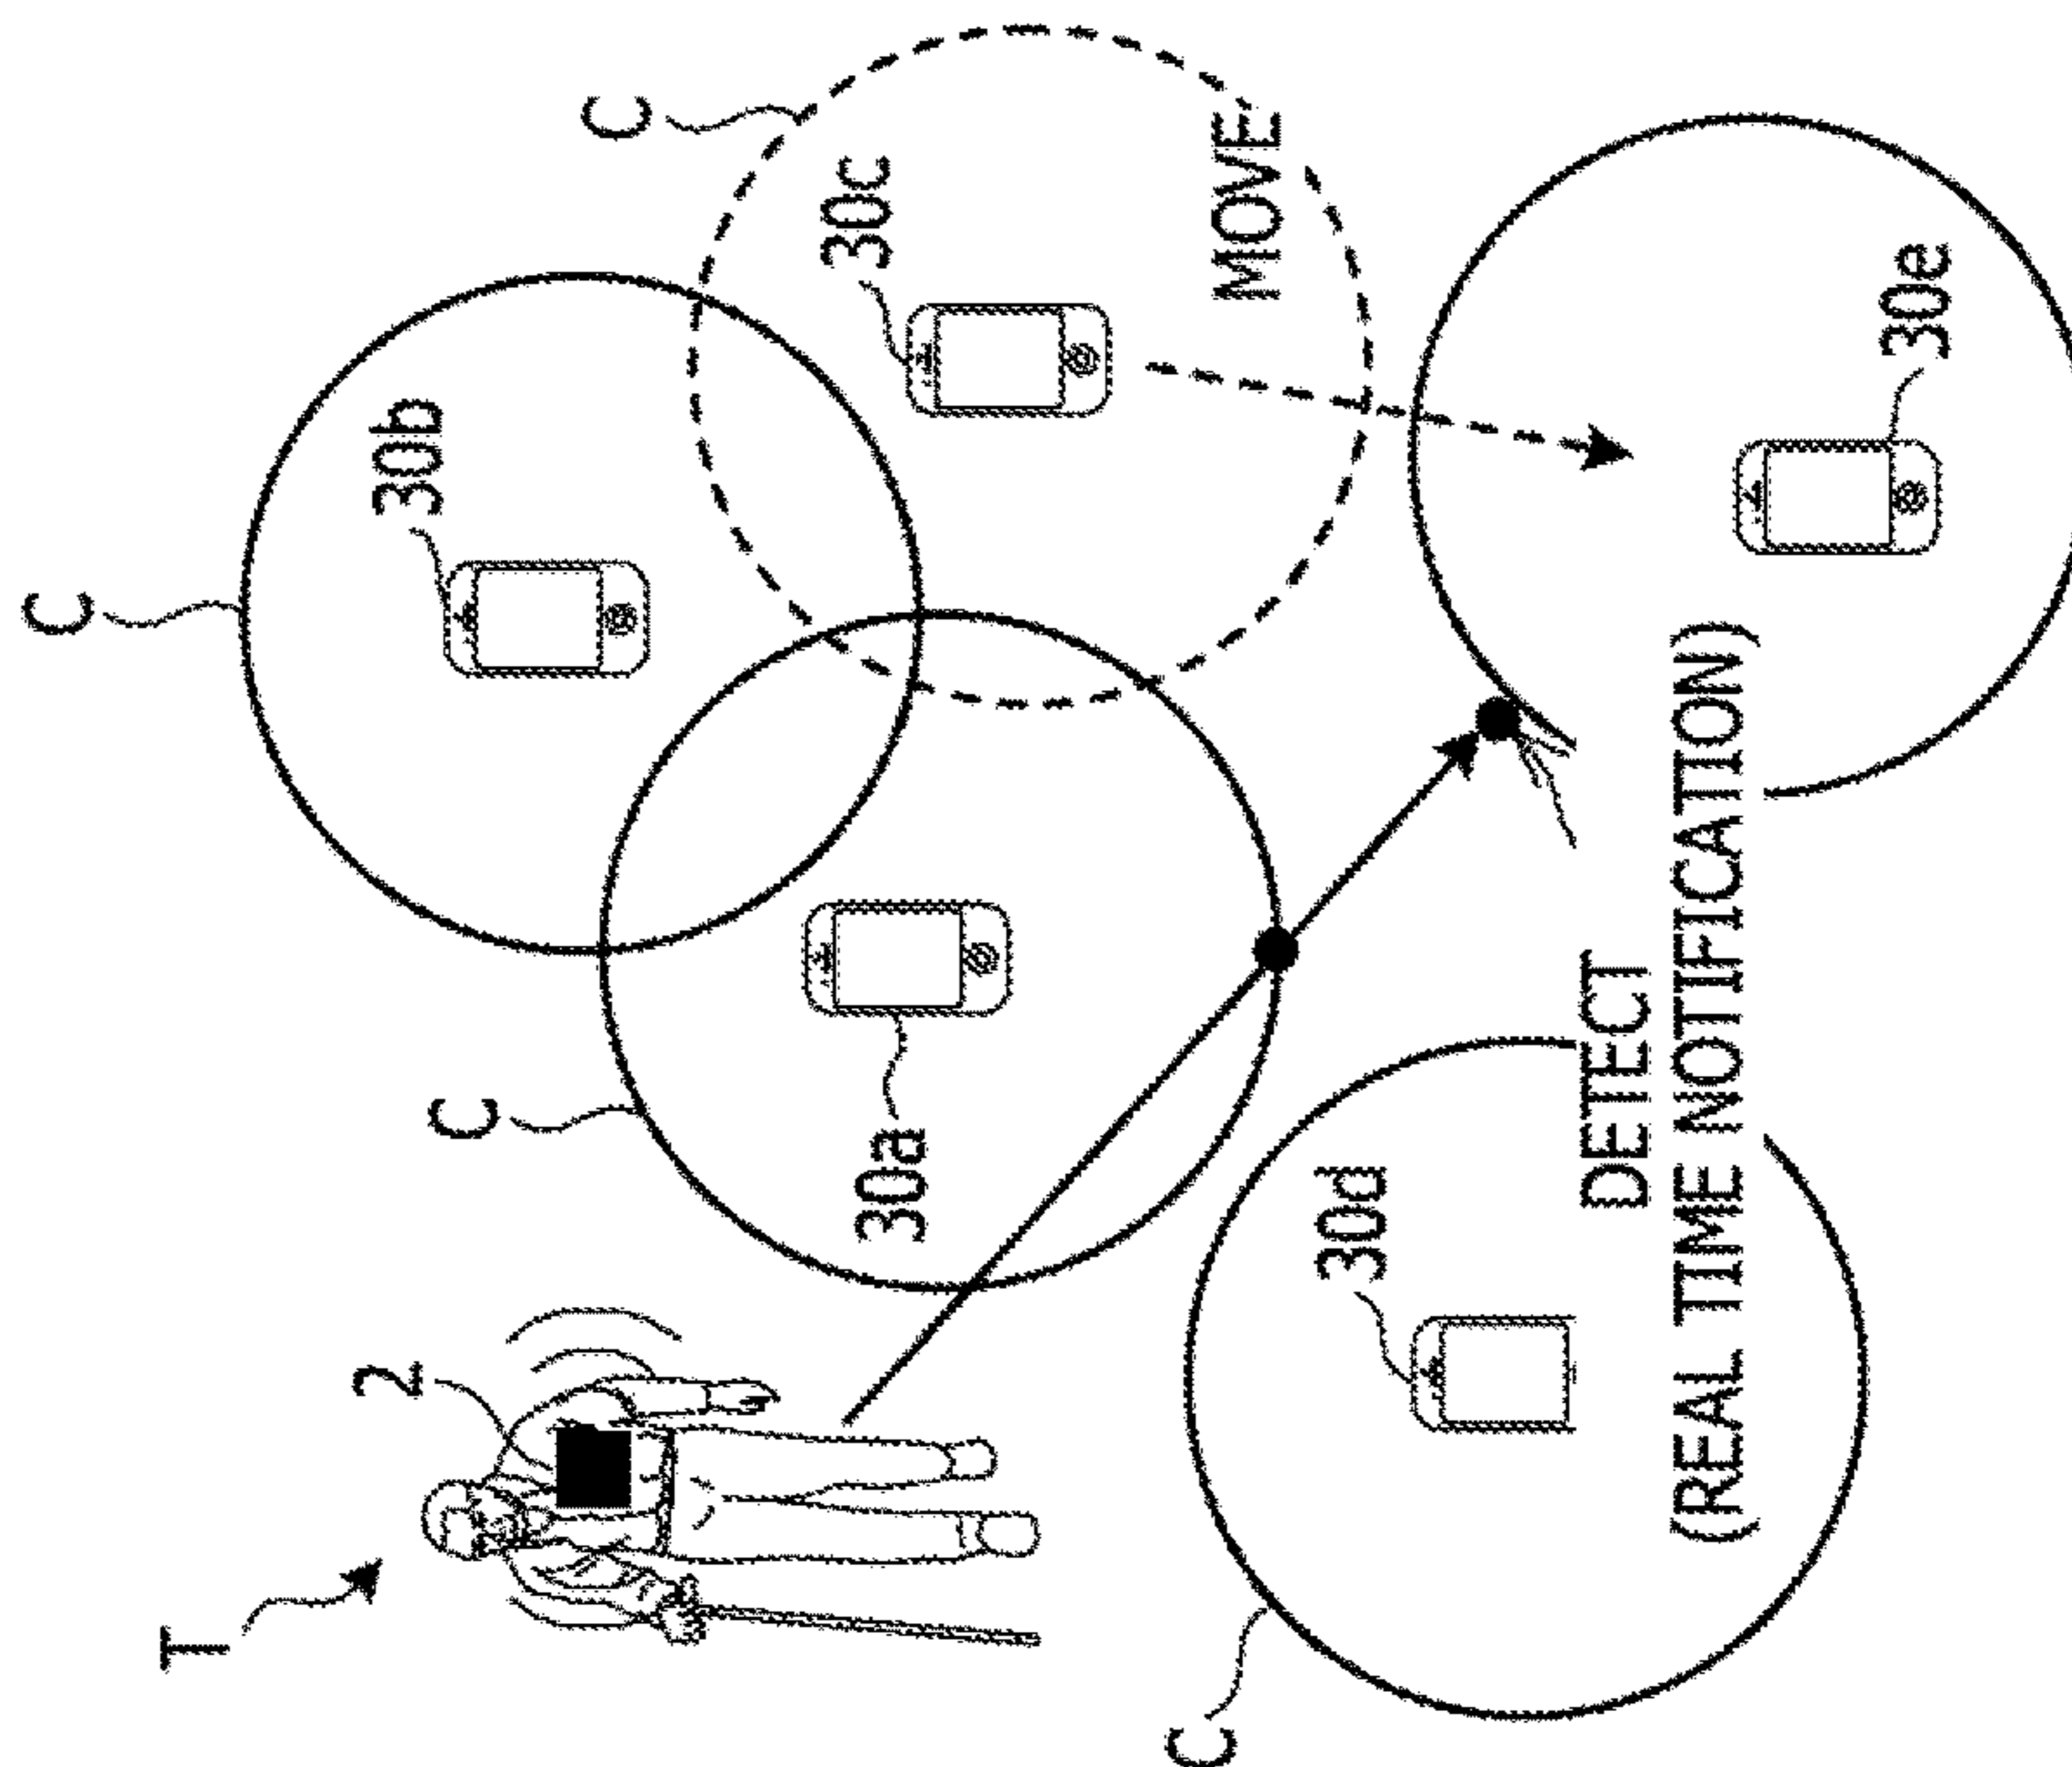 T
2
C
30b
C
C
30a
30c
MOVE
C
30d
30e
DETECT
(REAL TIME NOTIFICATION)